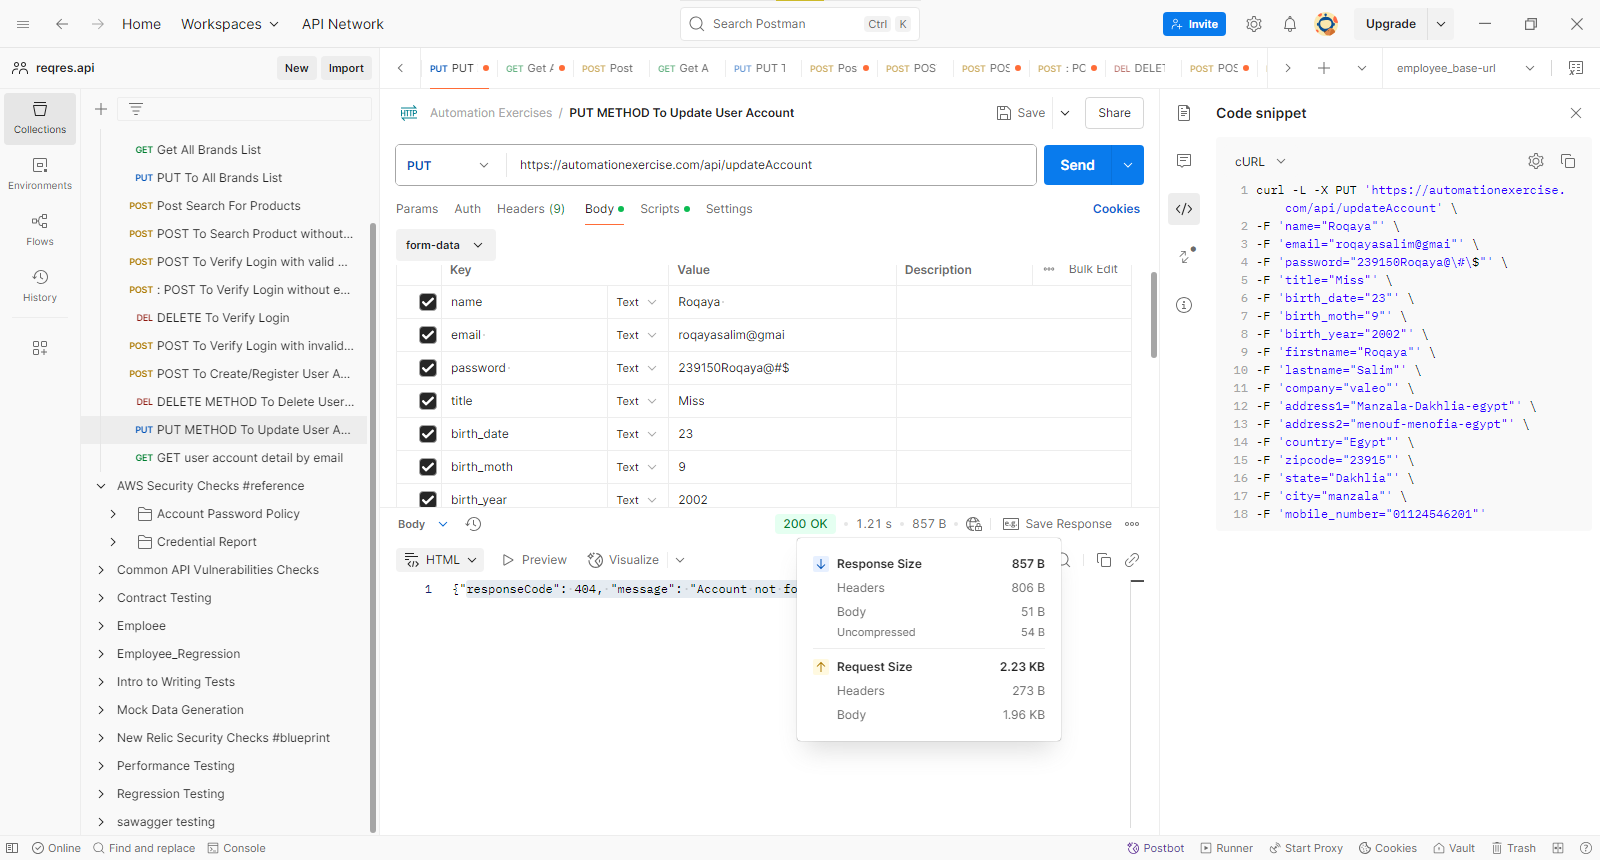 Home
Workspaces
API Network
Search Postman
Ctrl K
Invite
Upgrade
reqres.api
New
Import
PUT PUT
GET Get A
POST Post
GET Get A
PUT PUT T
POST Pos
POST POS
POST POS
POST : PO
DEL DELET
POST POS
employee_base-url
Collections
Environments
Flows
History
GET Get All Brands List
PUT PUT To All Brands List
POST Post Search For Products
POST POST To Search Product without...
POST POST To Verify Login with valid ...
POST : POST To Verify Login without e...
DEL DELETE To Verify Login
POST POST To Verify Login with invalid...
POST POST To Create/Register User A...
DEL DELETE METHOD To Delete User...
PUT PUT METHOD To Update User A...
GET GET user account detail by email
AWS Security Checks #reference
Account Password Policy
Credential Report
Common API Vulnerabilities Checks
Contract Testing
Emploee
Employee_Regression
Intro to Writing Tests
Mock Data Generation
New Relic Security Checks #blueprint
Performance Testing
Regression Testing
sawagger testing
HTTP
Automation Exercises / PUT METHOD To Update User Account
Save
Share
PUT
https://automationexercise.com/api/updateAccount
Send
Params
Auth
Headers (9)
Body
Scripts
Settings
Cookies
form-data
Key Value Description ••• Bulk Edit
name Text Roqaya
email Text roqayasalim@gmai
password Text 239150Roqaya@#$
title Text Miss
birth_date Text 23
birth_moth Text 9
birth_year Text 2002
Body
200 OK • 1.21 s • 857 B
Save Response
HTML
Preview
Visualize
1 {"responseCode": 404, "message": "Account not fo
Response Size 857 B
Headers 806 B
Body 51 B
Uncompressed 54 B
Request Size 2.23 KB
Headers 273 B
Body 1.96 KB
Code snippet
cURL
1 curl -L -X PUT 'https://automationexercise.
com/api/updateAccount' \
2 -F 'name="Roqaya"' \
3 -F 'email="roqayasalim@gmai"' \
4 -F 'password="239150Roqaya@\#\$"' \
5 -F 'title="Miss"' \
6 -F 'birth_date="23"' \
7 -F 'birth_moth="9"' \
8 -F 'birth_year="2002"' \
9 -F 'firstname="Roqaya"' \
10 -F 'lastname="Salim"' \
11 -F 'company="valeo"' \
12 -F 'address1="Manzala-Dakhlia-egypt"' \
13 -F 'address2="menouf-menofia-egypt"' \
14 -F 'country="Egypt"' \
15 -F 'zipcode="23915"' \
16 -F 'state="Dakhlia"' \
17 -F 'city="manzala"' \
18 -F 'mobile_number="01124546201"'
Online
Find and replace
Console
Postbot
Runner
Start Proxy
Cookies
Vault
Trash